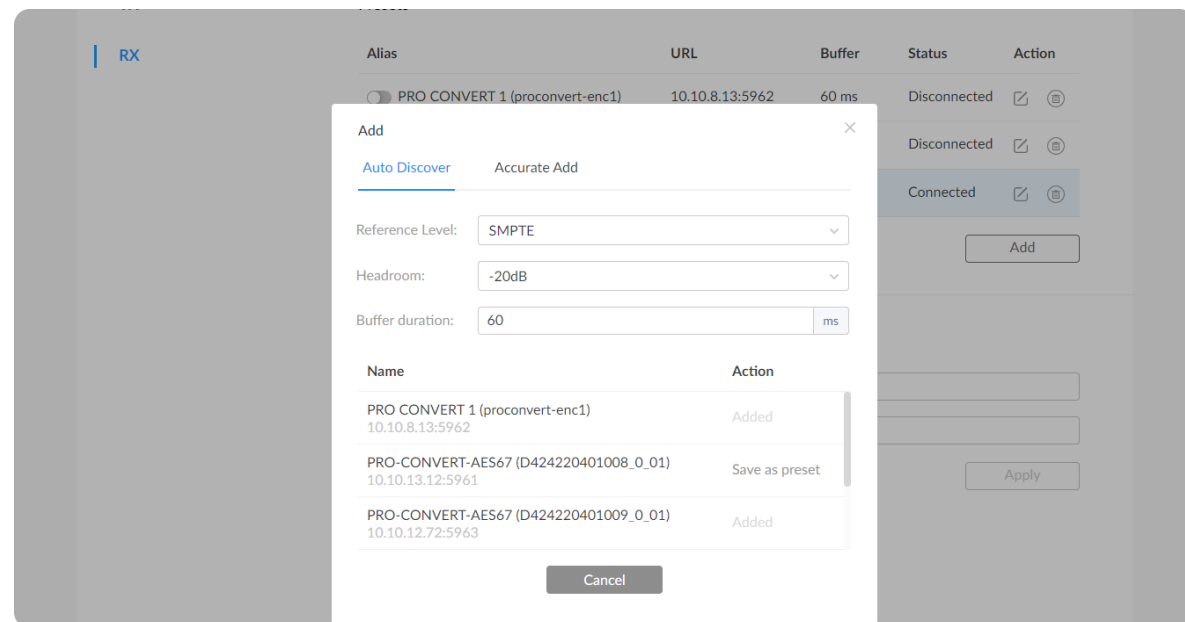 RX
Alias URL Buffer Status Action
PRO CONVERT 1 (proconvert-enc1) 10.10.8.13:5962 60 ms Disconnected
Disconnected
Connected
Add
Add
Auto Discover Accurate Add
Reference Level: SMPTE
Headroom: -20dB
Buffer duration: 60 ms
Name Action
PRO CONVERT 1 (proconvert-enc1)
10.10.8.13:5962
Added
PRO-CONVERT-AES67 (D424220401008_0_01)
10.10.13.12:5961
Save as preset
PRO-CONVERT-AES67 (D424220401009_0_01)
10.10.12.72:5963
Added
Cancel
Apply